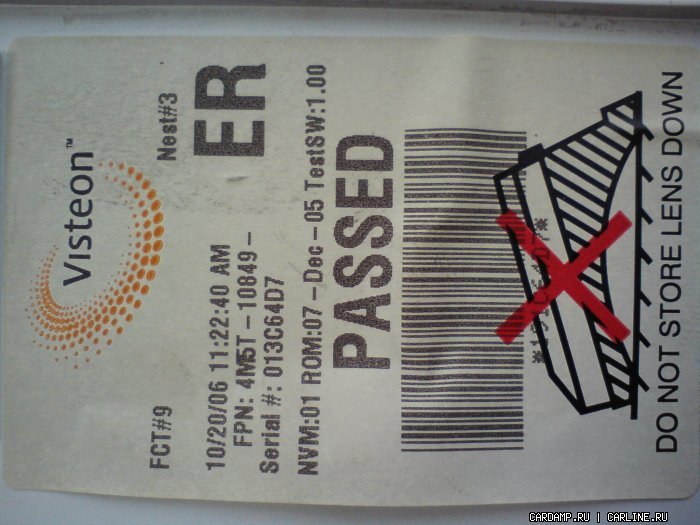 Visteon™
FCT#9 Nest#3
10/20/06 11:22:40 AM
FPN: 4M5T-10849-
ER
Serial #: 013C64D7
NVM:01 ROM:07-Dec-05 TestSW:1.00
PASSED
DO NOT STORE LENS DOWN
CARDAMP.RU | CARLINE.RU